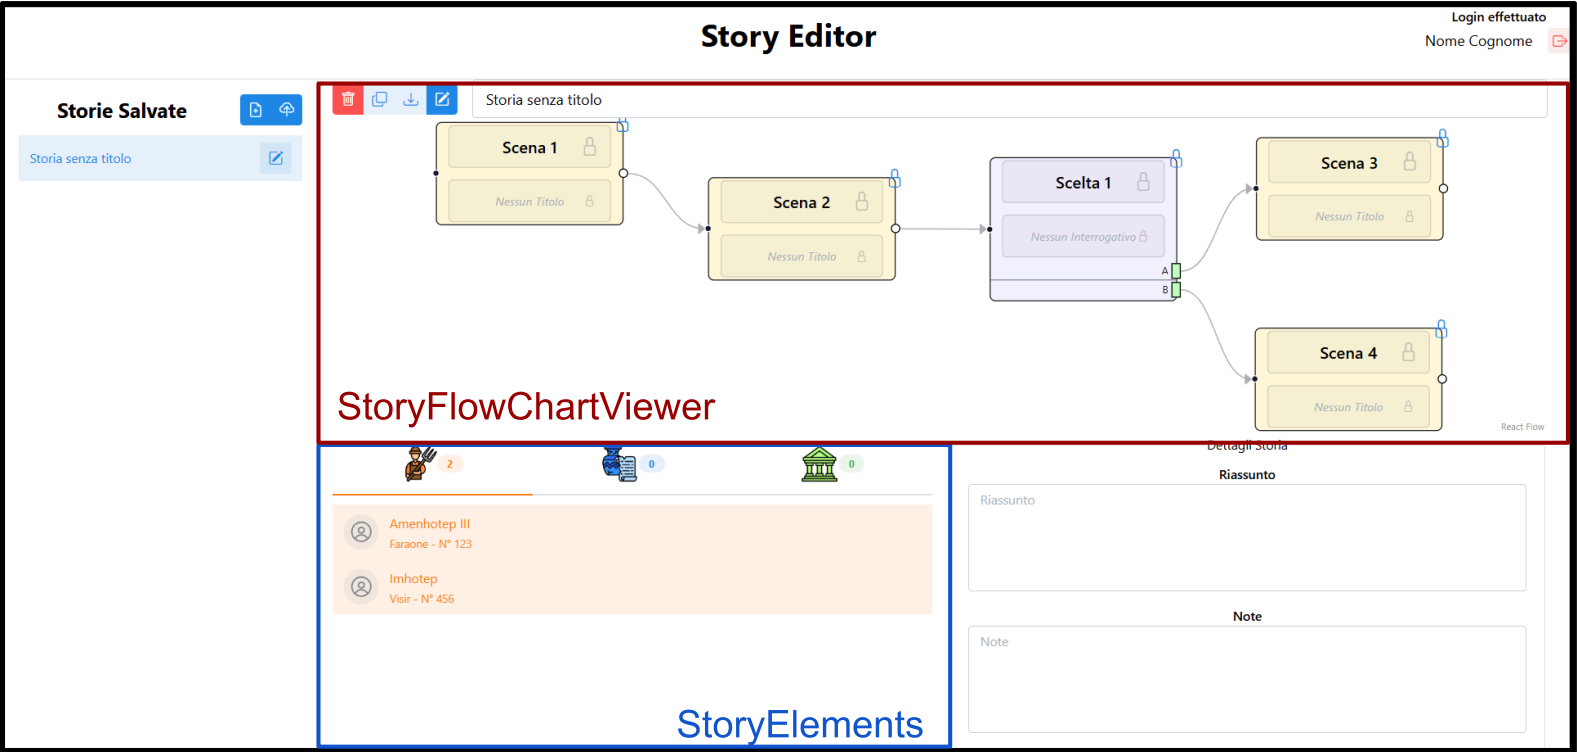 Story Editor
Login effettuato
Nome Cognome
Storie Salvate
Storia senza titolo
Storia senza titolo
Scena 1
Nessun Titolo
Scena 2
Nessun Titolo
Scelta 1
Nessun Interrogativo
A
B
Scena 3
Nessun Titolo
Scena 4
Nessun Titolo
React Flow
StoryFlowChartViewer
2
0
0
Amenhotep III
Faraone - N° 123
Imhotep
Visir - N° 456
StoryElements
Dettagli Storia
Riassunto
Riassunto
Note
Note